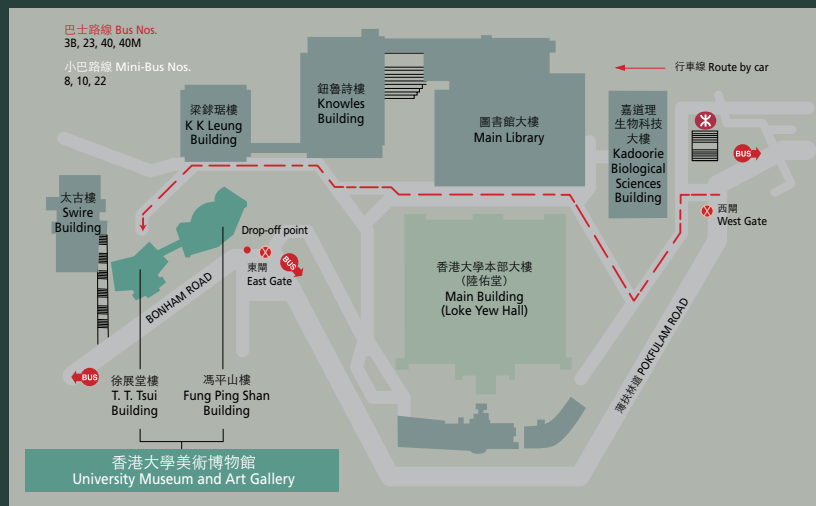 巴士路線 Bus Nos.
3B, 23, 40, 40M
小巴路線 Mini-Bus Nos.
8, 10, 22
行車線 Route by car
梁銶琚樓
K K Leung
Building
鈕魯詩樓
Knowles
Building
圖書館大樓
Main Library
嘉道理
生物科技
大樓
Kadoorie
Biological
Sciences
Building
BUS
西閘
West Gate
太古樓
Swire
Building
Drop-off point
東閘
East Gate
BUS
BONHAM ROAD
BUS
香港大學本部大樓
（陸佑堂）
Main Building
(Loke Yew Hall)
薄扶林道 POKFULAM ROAD
徐展堂樓
T. T. Tsui
Building
馮平山樓
Fung Ping Shan
Building
香港大學美術博物館
University Museum and Art Gallery